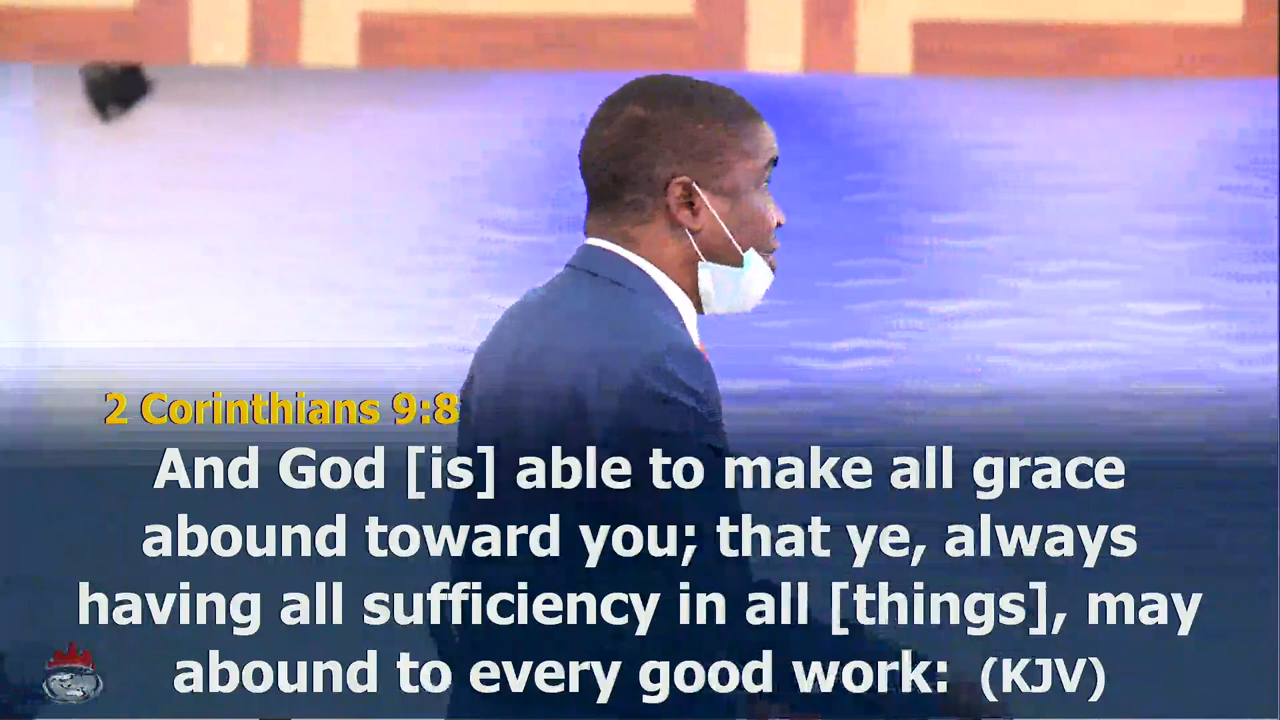 2 Corinthians 9:8
And God [is] able to make all grace
abound toward you; that ye, always
having all sufficiency in all [things], may
abound to every good work: (KJV)